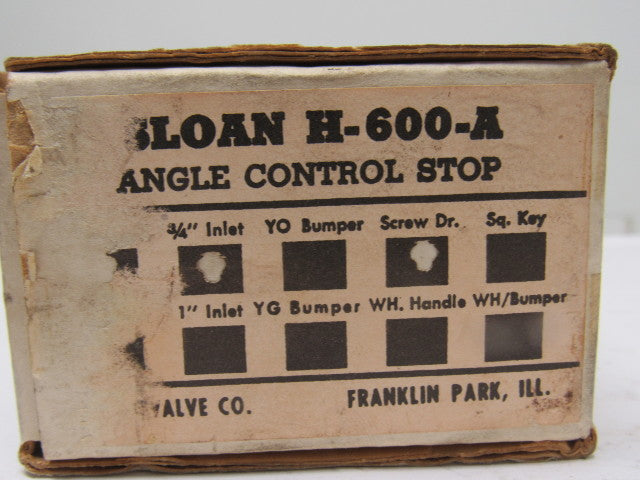 SLOAN H-600-A
ANGLE CONTROL STOP
3/4" Inlet YO Bumper Screw Dr. Sq. Key
1" Inlet YG Bumper WH. Handle WH/Bumper
VALVE CO. FRANKLIN PARK, ILL.